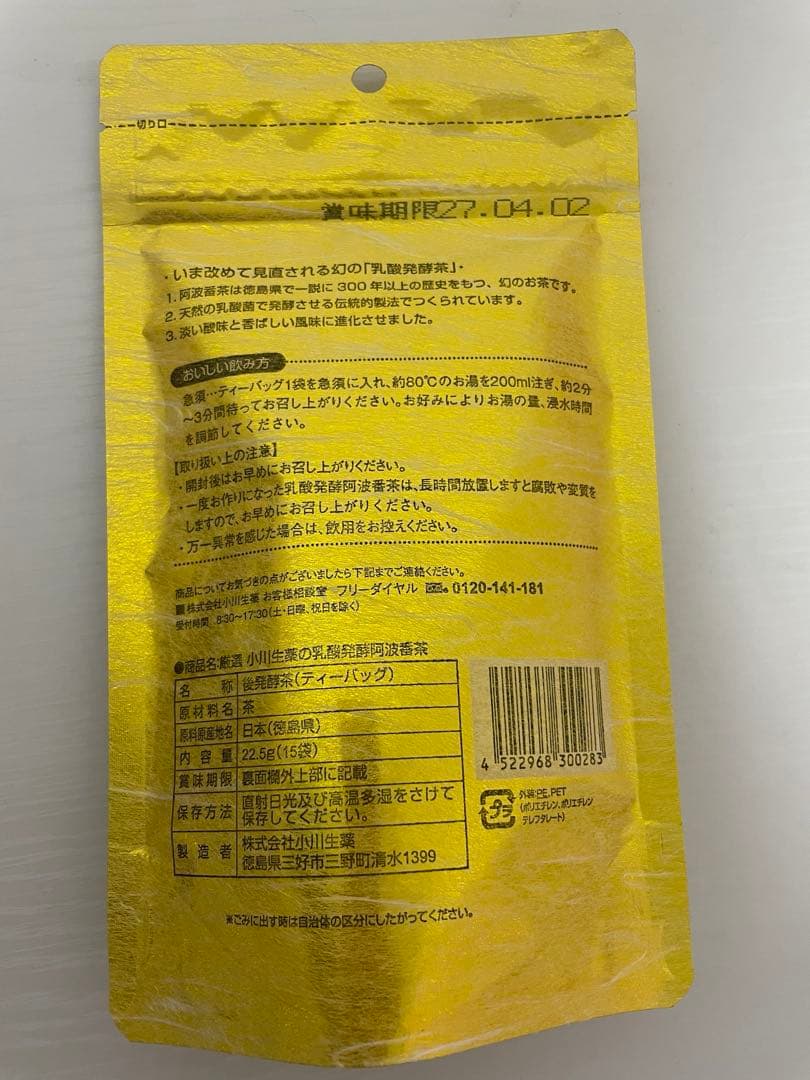 切り口
賞味期限27.04.02
・いま改めて見直される幻の「乳酸発酵茶」・
1. 阿波番茶は徳島県で一説に300年以上の歴史をもつ、幻のお茶です。
2. 天然の乳酸菌で発酵させる伝統的製法でつくられています。
3. 淡い酸味と香ばしい風味に進化させました。
おいしい飲み方
急須…ティーバッグ1袋を急須に入れ、約80℃のお湯を200ml注ぎ、約2分
～3分間待ってお召し上がりください。お好みによりお湯の量、浸水時間
を調節してください。
【取り扱い上の注意】
・開封後はお早めにお召し上がりください。
・一度お作りになった乳酸発酵阿波番茶は、長時間放置しますと腐敗や変質を
しますので、お早めにお召し上がりください。
・万一異常を感じた場合は、飲用をお控えください。
商品についてお気づきの点がございましたら下記までご連絡ください。
■株式会社小川生薬 お客様相談室 フリーダイヤル 0120-141-181
受付時間 8:30～17:30(土・日曜、祝日を除く)
●商品名:厳選 小川生薬の乳酸発酵阿波番茶
名称 後発酵茶(ティーバッグ)
原材料名 茶
原料原産地名 日本(徳島県)
内容量 22.5g(15袋)
賞味期限 裏面欄外上部に記載
保存方法 直射日光及び高温多湿をさけて
保存してください。
製造者 株式会社小川生薬
徳島県三好市三野町清水1399
4 522968 300283
プラ
外装:PE,PET
(ポリエチレン,ポリエチレン
テレフタレート)
※ごみに出す時は自治体の区分にしたがってください。